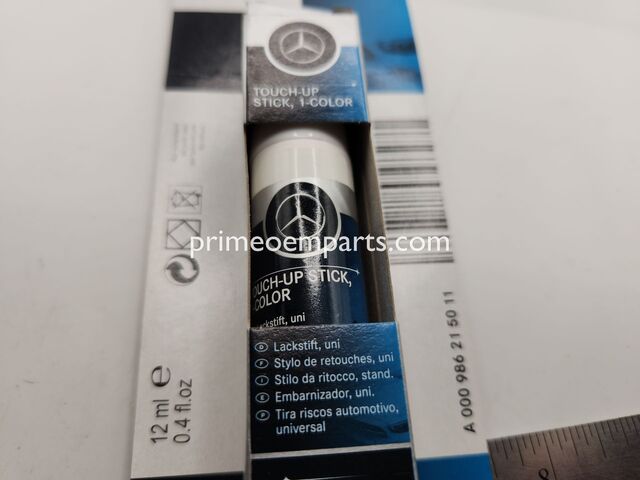 TOUCH-UP
STICK, 1-COLOR
primeoemparts.com
OUCH-UP STICK,
COLOR
Lackstift, uni
D Lackstift, uni
F Stylo de retouches, uni
I Stilo da ritocco, stand.
E Embarnizador, uni.
P Tira riscos automotivo,
universal
12 ml e
0.4 fl.oz
A 000 986 21 50 11
8